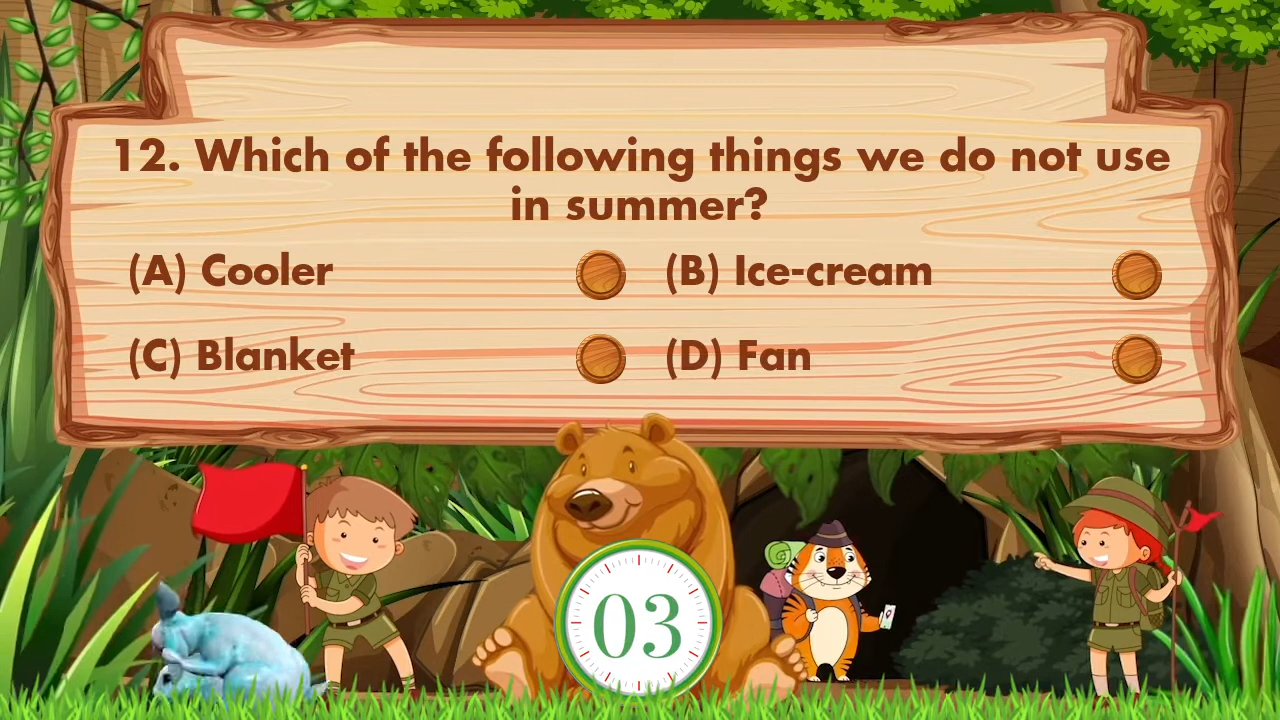 12. Which of the following things we do not use
in summer?
(A) Cooler
(B) Ice-cream
(C) Blanket
(D) Fan
03